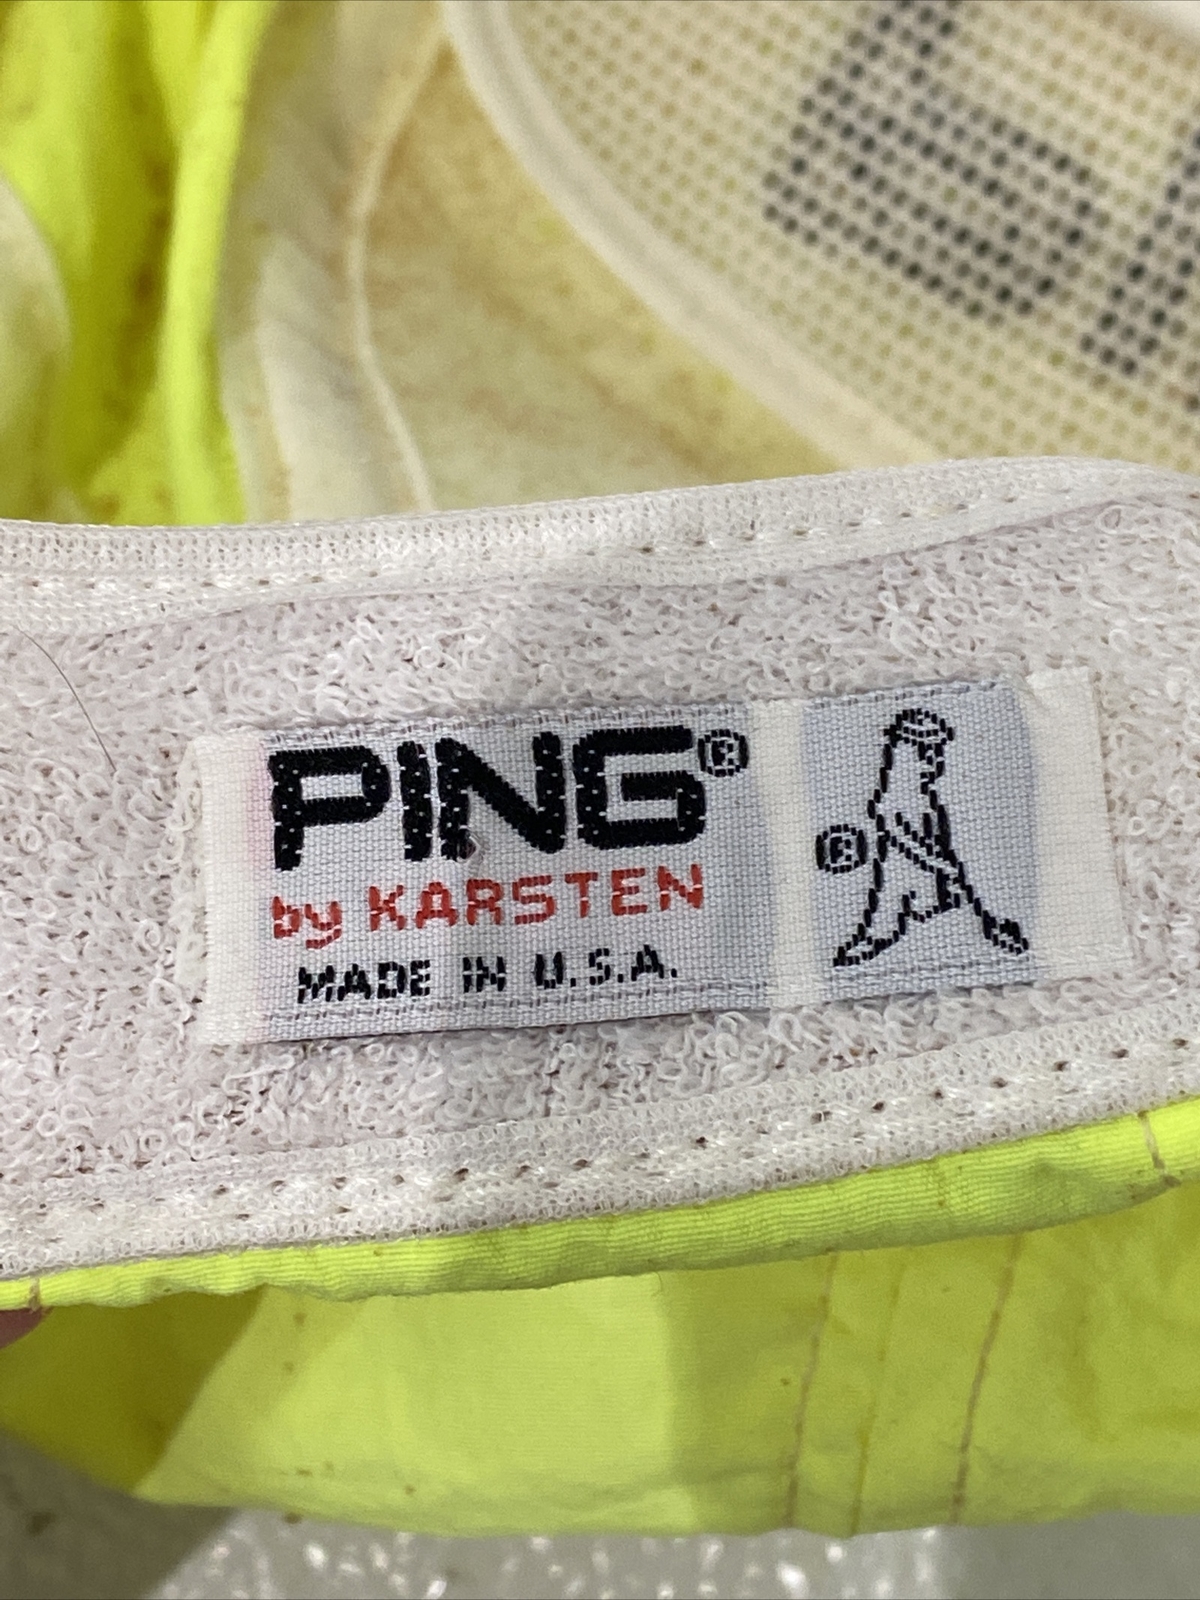 PING®
by KARSTEN
MADE IN U.S.A.
®